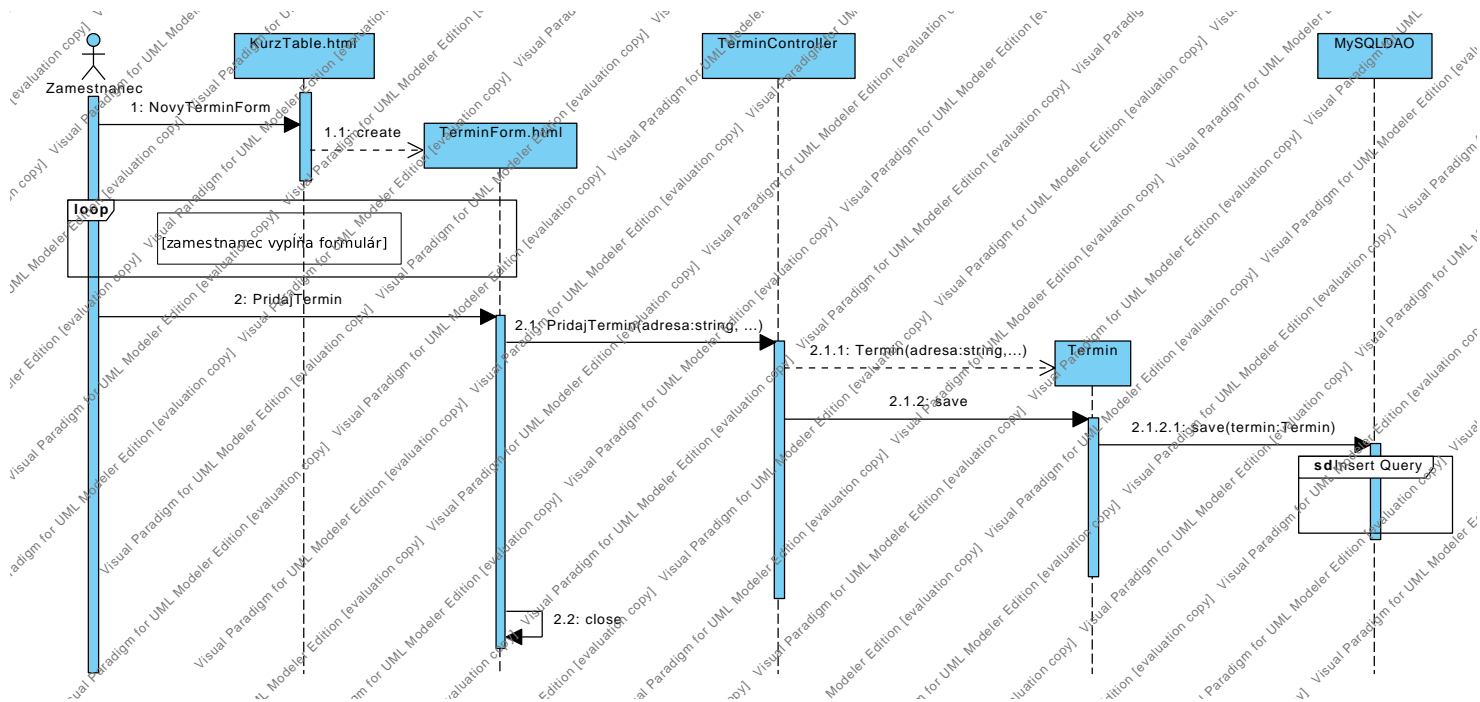 KurzTable.html
TerminController
MySQLDAO
Zamestnanec
1: NovyTerminForm
1.1: create
TerminForm.html
loop
[zamestnanec vypĺňa formulár]
2: PridajTermin
2.1: PridajTermin(adresa:string, ...)
2.1.1: Termin(adresa:string,...)
Termin
2.1.2: save
2.1.2.1: save(termin:Termin)
sd Insert Query
2.2: close
Visual Paradigm for UML Modeler Edition [evaluation copy]